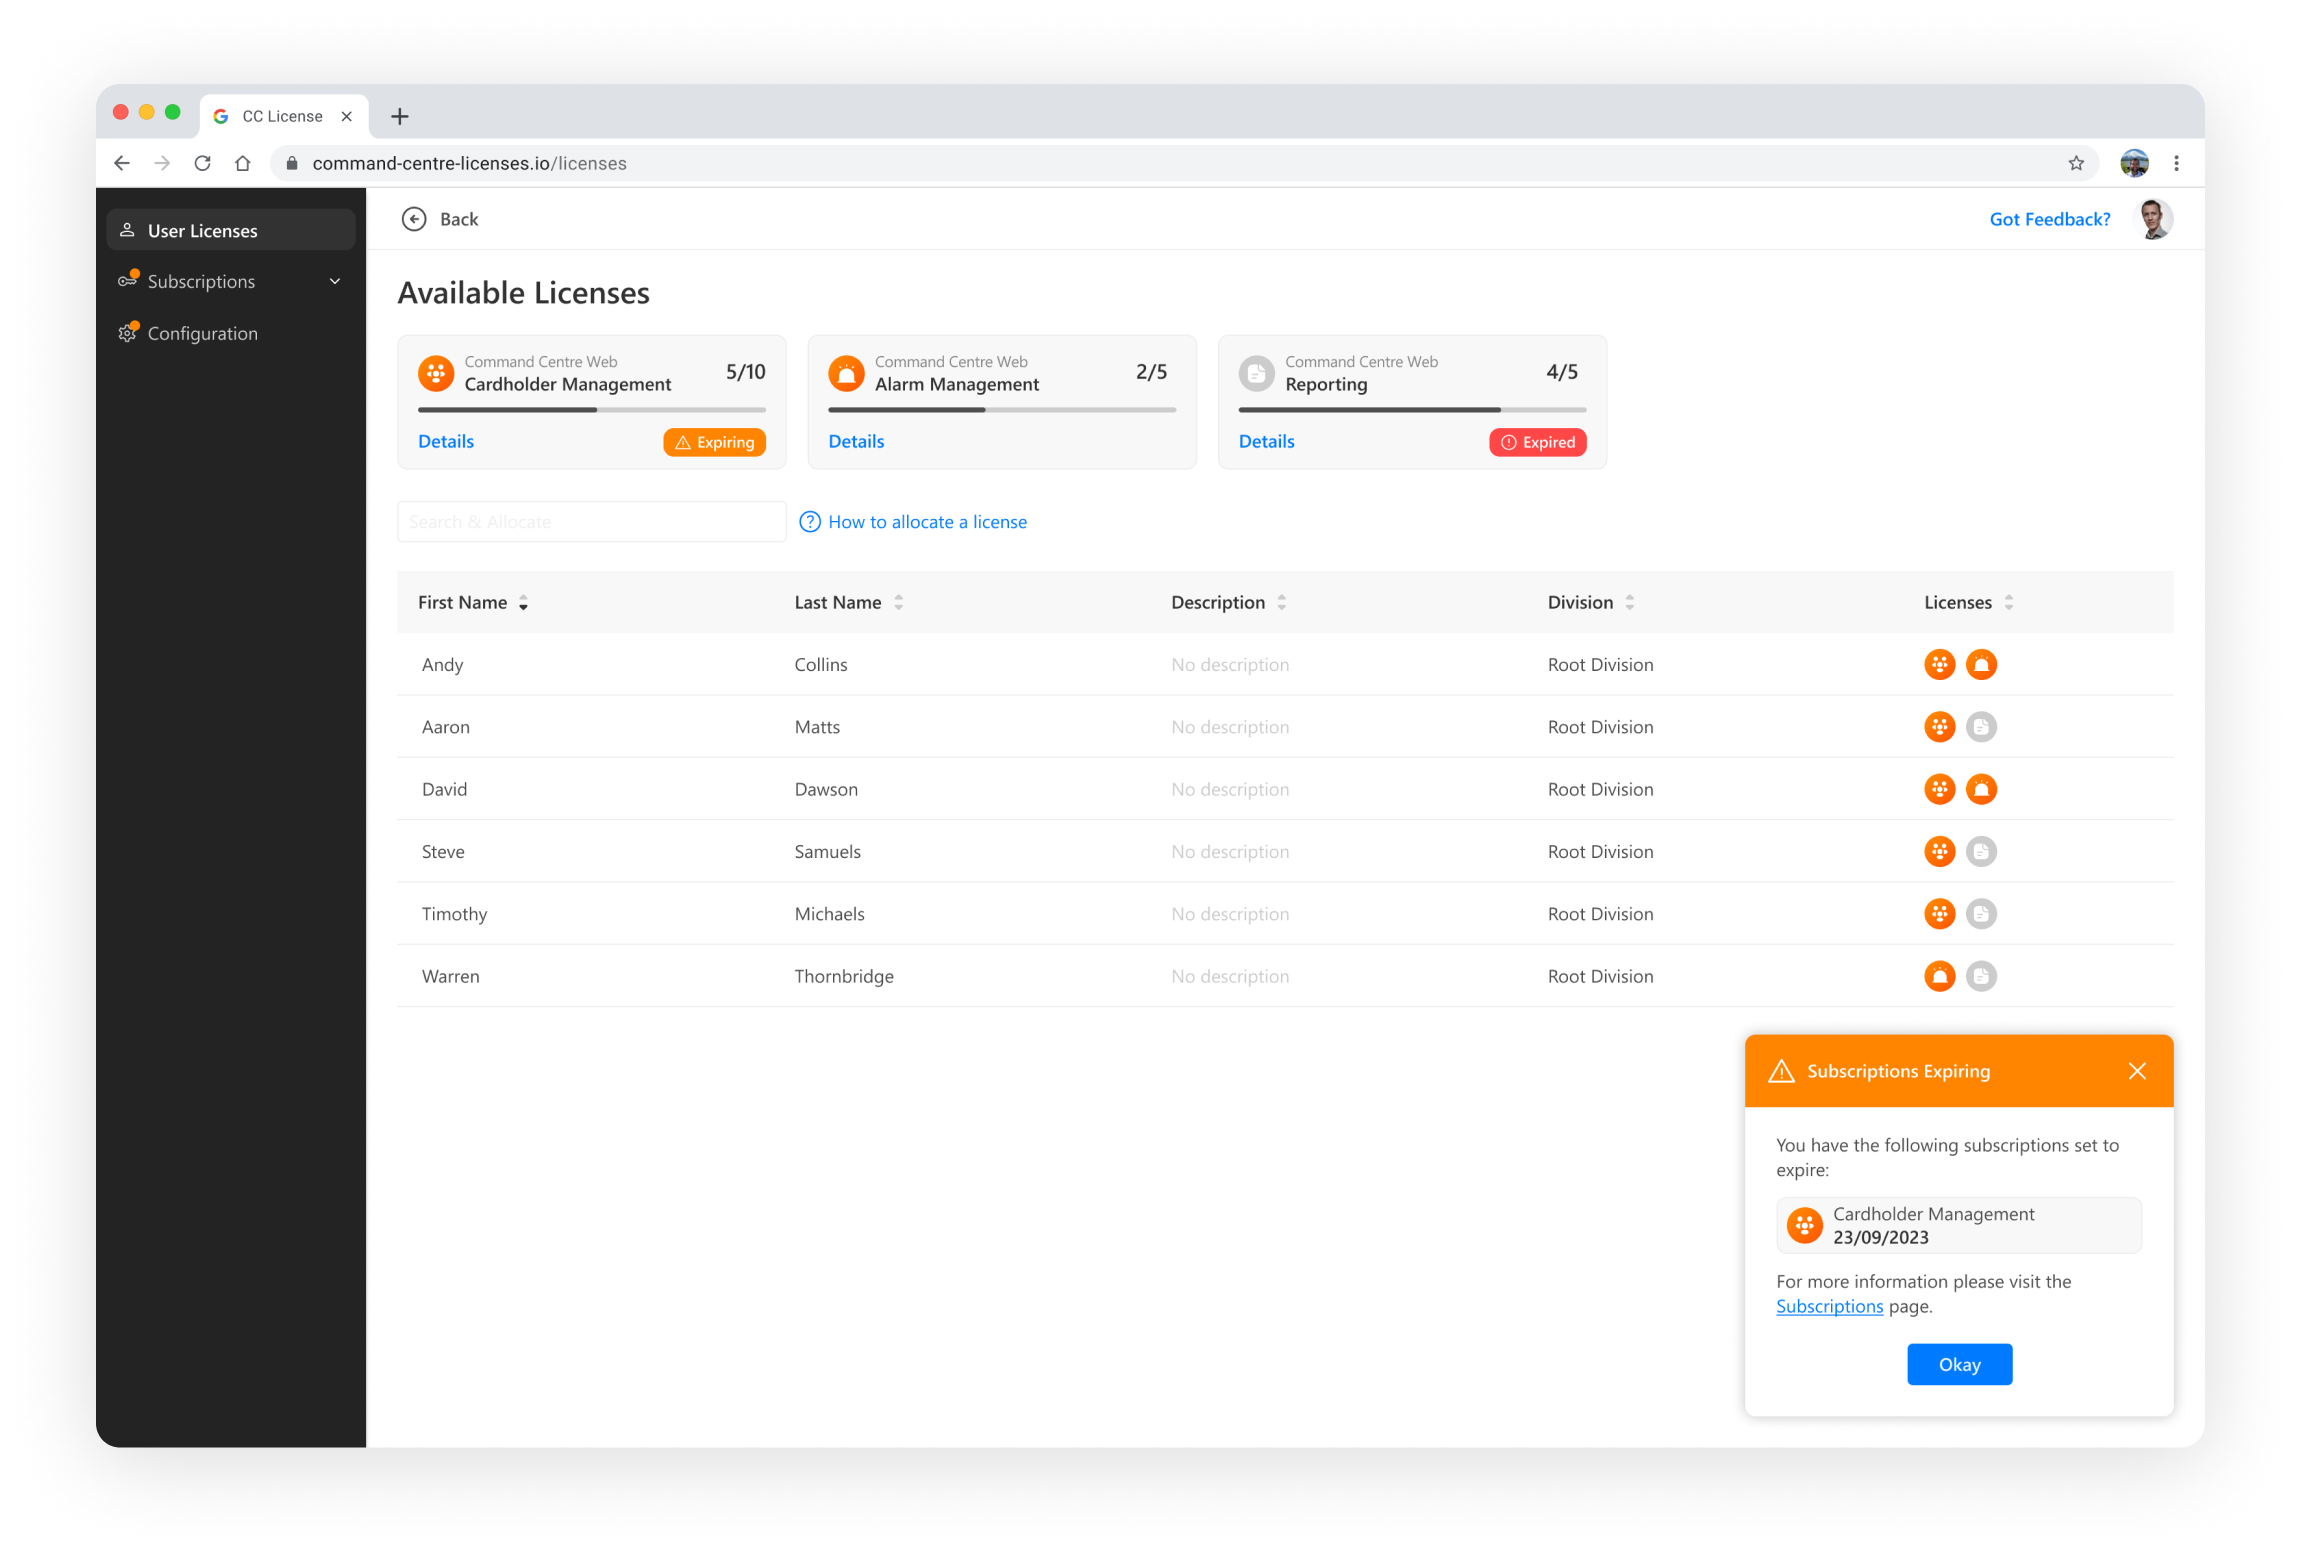 CC License
command-centre-licenses.io/licenses
User Licenses
Subscriptions
Configuration
Back
Got Feedback?
Available Licenses
Command Centre Web
Cardholder Management
5/10
Details
Expiring
Command Centre Web
Alarm Management
2/5
Details
Command Centre Web
Reporting
4/5
Details
Expired
Search & Allocate
How to allocate a license
First Name Last Name Description Division Licenses
Andy Collins No description Root Division
Aaron Matts No description Root Division
David Dawson No description Root Division
Steve Samuels No description Root Division
Timothy Michaels No description Root Division
Warren Thornbridge No description Root Division
Subscriptions Expiring
You have the following subscriptions set to
expire:
Cardholder Management
23/09/2023
For more information please visit the
Subscriptions page.
Okay